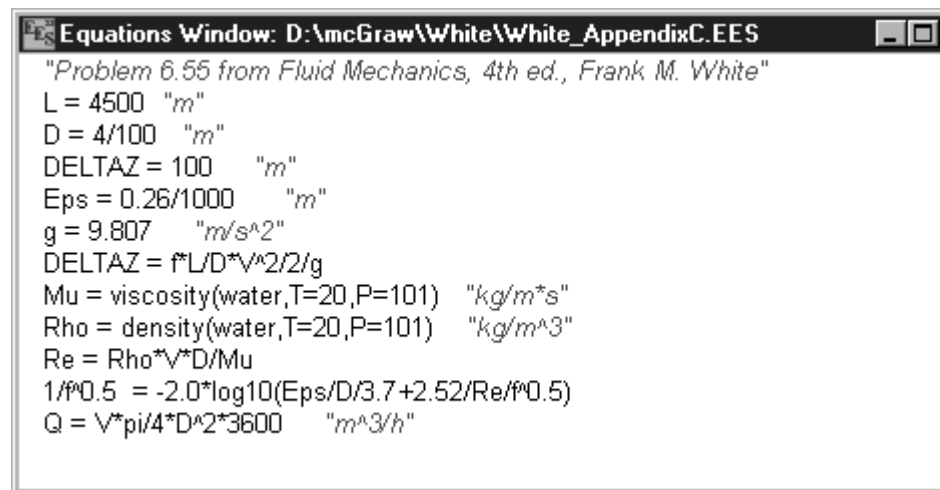 EES Equations Window: D:\mcGraw\White\White_AppendixC.EES
"Problem 6.55 from Fluid Mechanics, 4th ed., Frank M. White"
L = 4500 "m"
D = 4/100 "m"
DELTAZ = 100 "m"
Eps = 0.26/1000 "m"
g = 9.807 "m/s^2"
DELTAZ = f*L/D*V^2/2/g
Mu = viscosity(water,T=20,P=101) "kg/m*s"
Rho = density(water,T=20,P=101) "kg/m^3"
Re = Rho*V*D/Mu
1/f^0.5 = -2.0*log10(Eps/D/3.7+2.52/Re/f^0.5)
Q = V*pi/4*D^2*3600 "m^3/h"